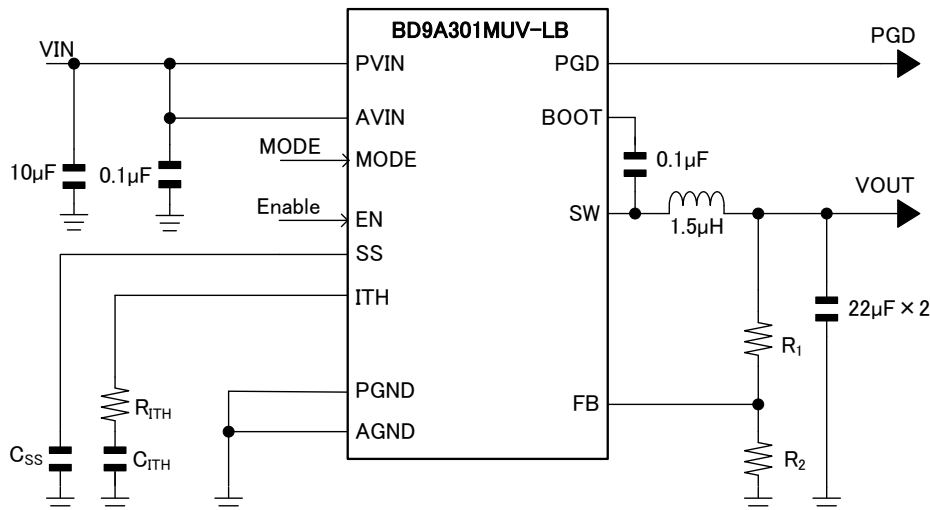 BD9A301MUV-LB
VIN
PVIN
PGD
PGD
AVIN
BOOT
10µF
0.1µF
MODE
MODE
0.1µF
VOUT
Enable
EN
SW
1.5µH
SS
ITH
22µF×2
R1
PGND
FB
RITH
AGND
CSS
CITH
R2